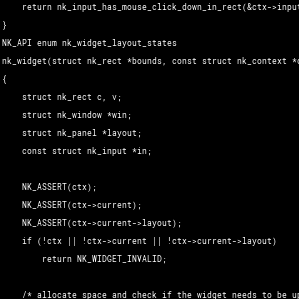 return nk_input_has_mouse_click_down_in_rect(&ctx->input
}
NK_API enum nk_widget_layout_states
nk_widget(struct nk_rect *bounds, const struct nk_context *
{
struct nk_rect c, v;
struct nk_window *win;
struct nk_panel *layout;
const struct nk_input *in;
NK_ASSERT(ctx);
NK_ASSERT(ctx->current);
NK_ASSERT(ctx->current->layout);
if (!ctx || !ctx->current || !ctx->current->layout)
return NK_WIDGET_INVALID;
/* allocate space and check if the widget needs to be